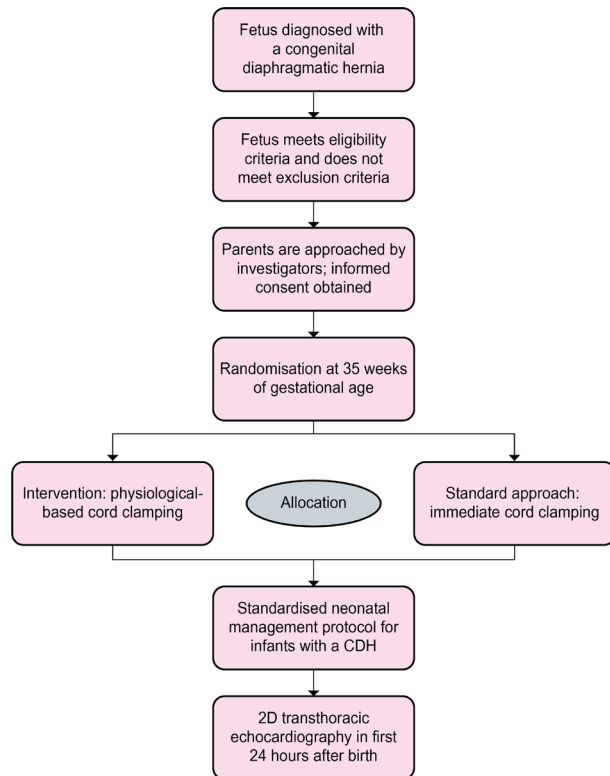 Fetus diagnosed with
a congenital
diaphragmatic hernia
Fetus meets eligibility
criteria and does not
meet exclusion criteria
Parents are approached by
investigators; informed
consent obtained
Randomisation at 35 weeks
of gestational age
Intervention: physiological-
based cord clamping
Allocation
Standard approach:
immediate cord clamping
Standardised neonatal
management protocol for
infants with a CDH
2D transthoracic
echocardiography in first
24 hours after birth